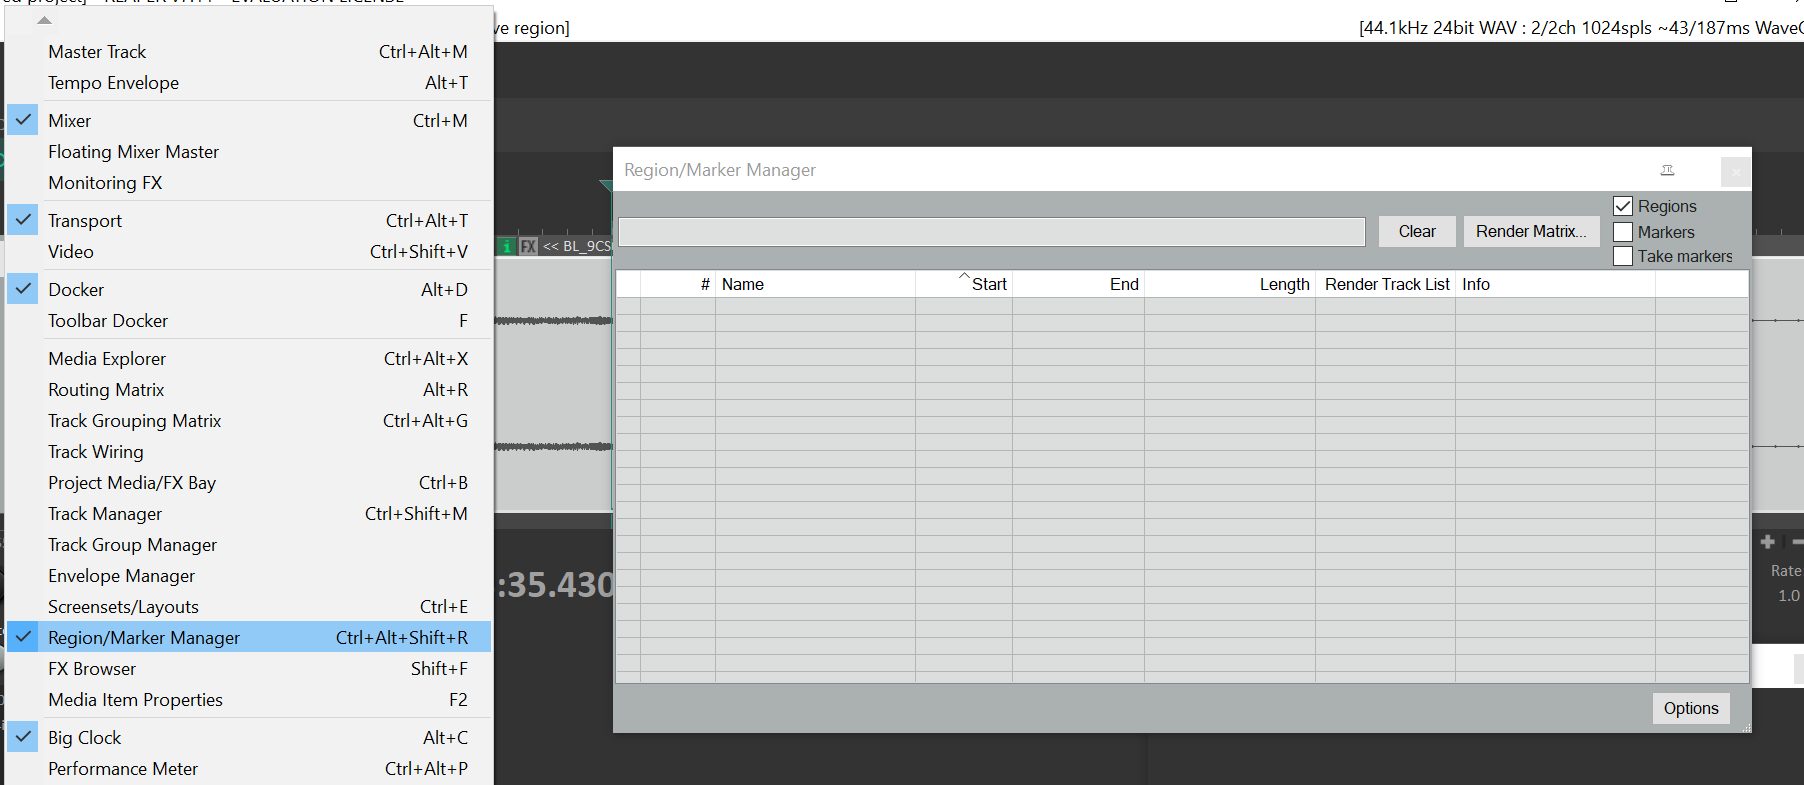 ve region]
[44.1kHz 24bit WAV : 2/2ch 1024spls ~43/187ms Wave
Master Track Ctrl+Alt+M
Tempo Envelope Alt+T
Mixer Ctrl+M
Floating Mixer Master
Monitoring FX
Transport Ctrl+Alt+T
Video Ctrl+Shift+V
Docker Alt+D
Toolbar Docker F
Media Explorer Ctrl+Alt+X
Routing Matrix Alt+R
Track Grouping Matrix Ctrl+Alt+G
Track Wiring
Project Media/FX Bay Ctrl+B
Track Manager Ctrl+Shift+M
Track Group Manager
Envelope Manager
Screensets/Layouts Ctrl+E
Region/Marker Manager Ctrl+Alt+Shift+R
FX Browser Shift+F
Media Item Properties F2
Big Clock Alt+C
Performance Meter Ctrl+Alt+P
i FX << BL_9CS
:35.430
Region/Marker Manager
Clear
Render Matrix...
Regions
Markers
Take markers
# Name Start End Length Render Track List Info
Options
Rate
1.0